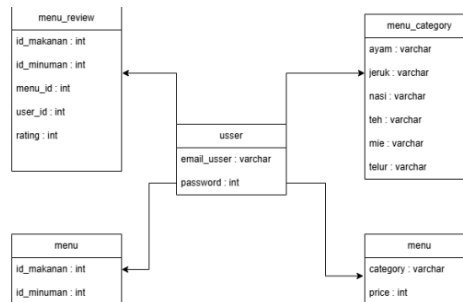 menu_review
id_makanan : int
id_minuman : int
menu_id : int
user_id : int
rating : int
menu_category
ayam : varchar
jeruk : varchar
nasi : varchar
teh : varchar
mie : varchar
telur : varchar
usser
email_usser : varchar
password : int
menu
id_makanan : int
id_minuman : int
menu
category : varchar
price : int